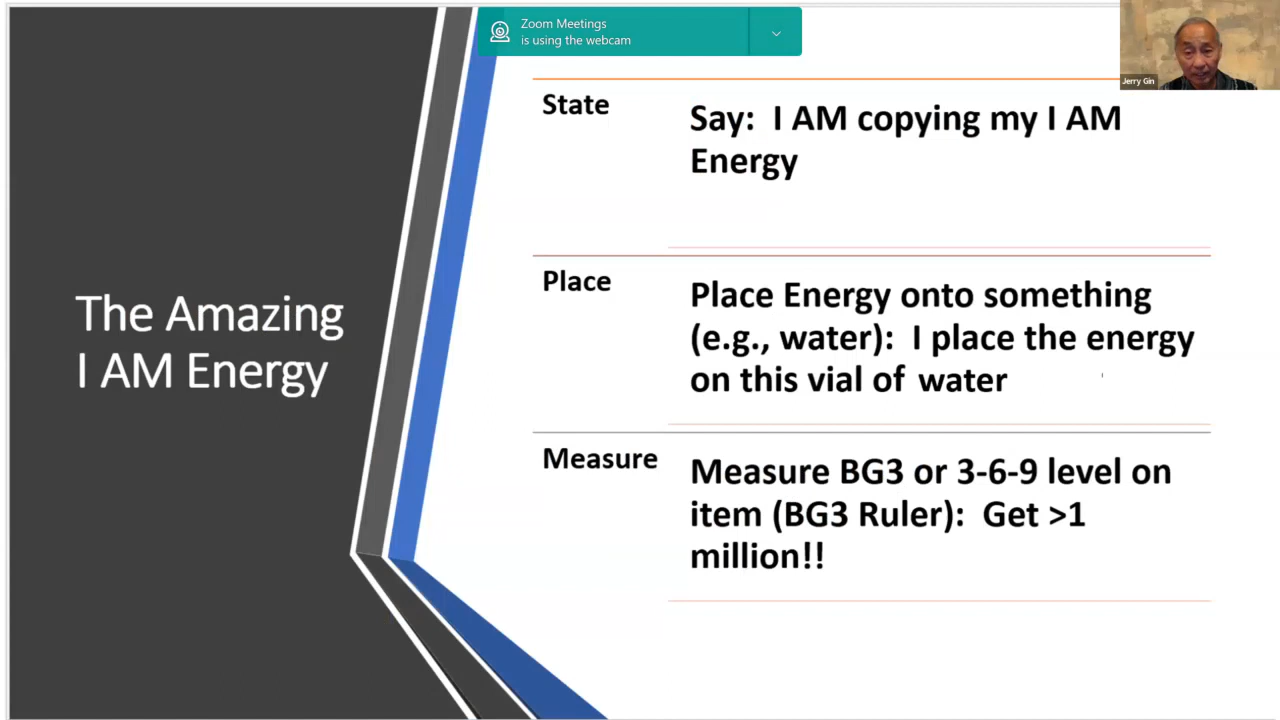 Zoom Meetings
is using the webcam
Jerry Gin
The Amazing
I AM Energy
State
Say: I AM copying my I AM
Energy
Place
Place Energy onto something
(e.g., water): I place the energy
on this vial of water
Measure
Measure BG3 or 3-6-9 level on
item (BG3 Ruler): Get >1
million!!